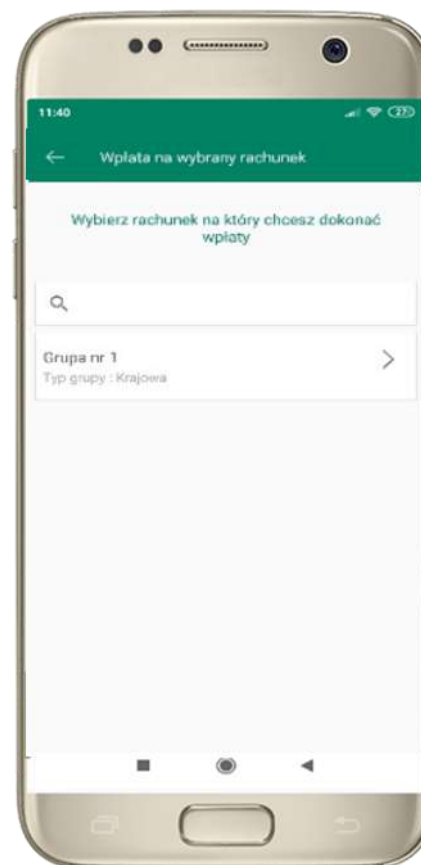 11:40
27
Wpłata na wybrany rachunek
Wybierz rachunek na który chcesz dokonać
wpłaty
Grupa nr 1
Typ grupy : Krajowa